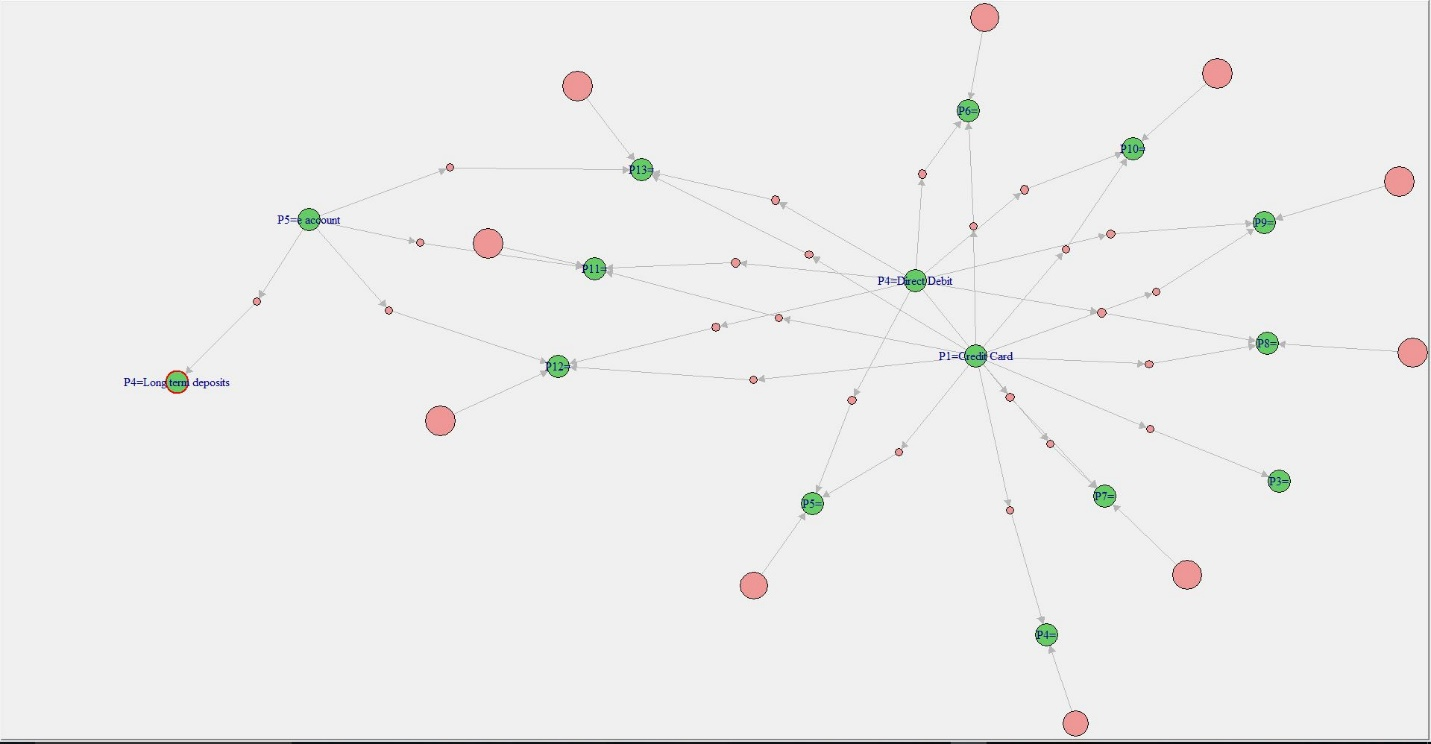 P6=
P10=
P13=
P5=e account
P9=
P11=
P4=Direct Debit
P8=
P1=Credit Card
P12=
P4=Long term deposits
P3=
P7=
P5=
P4=